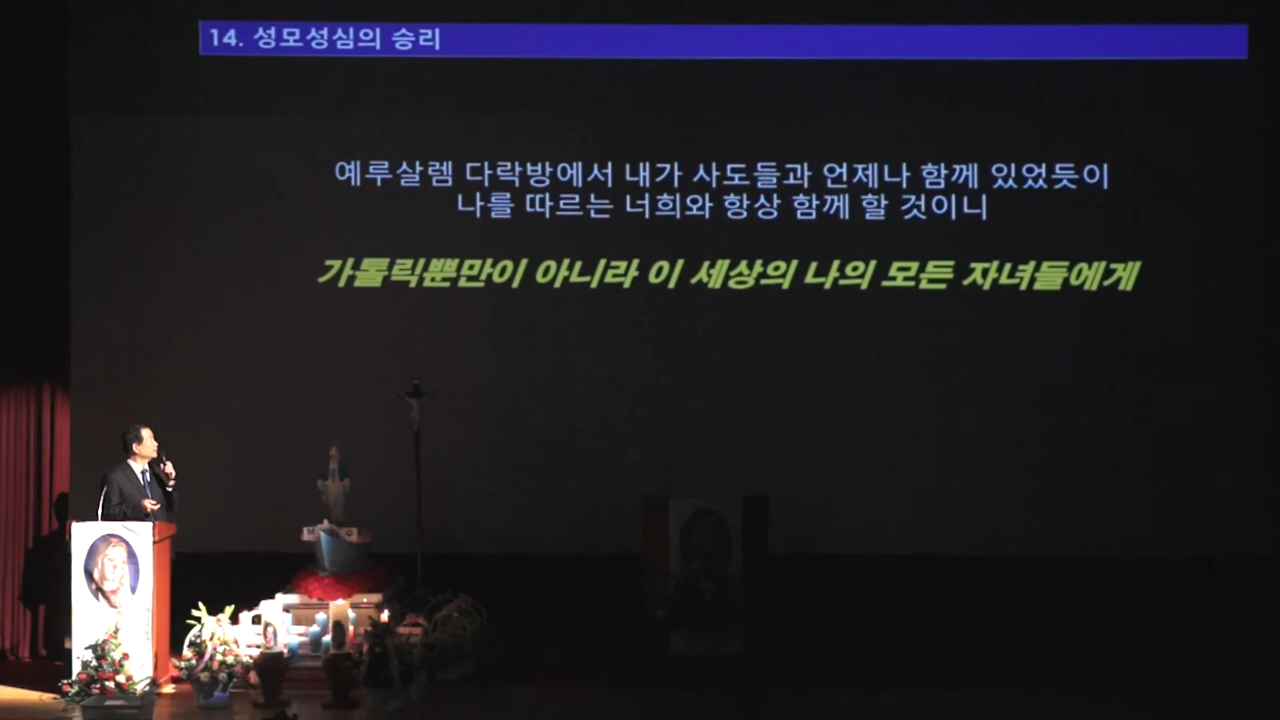 14. 성모성심의 승리
예루살렘 다락방에서 내가 사도들과 언제나 함께 있었듯이
나를 따르는 너희와 항상 함께 할 것이니
가톨릭뿐만이 아니라 이 세상의 나의 모든 자녀들에게